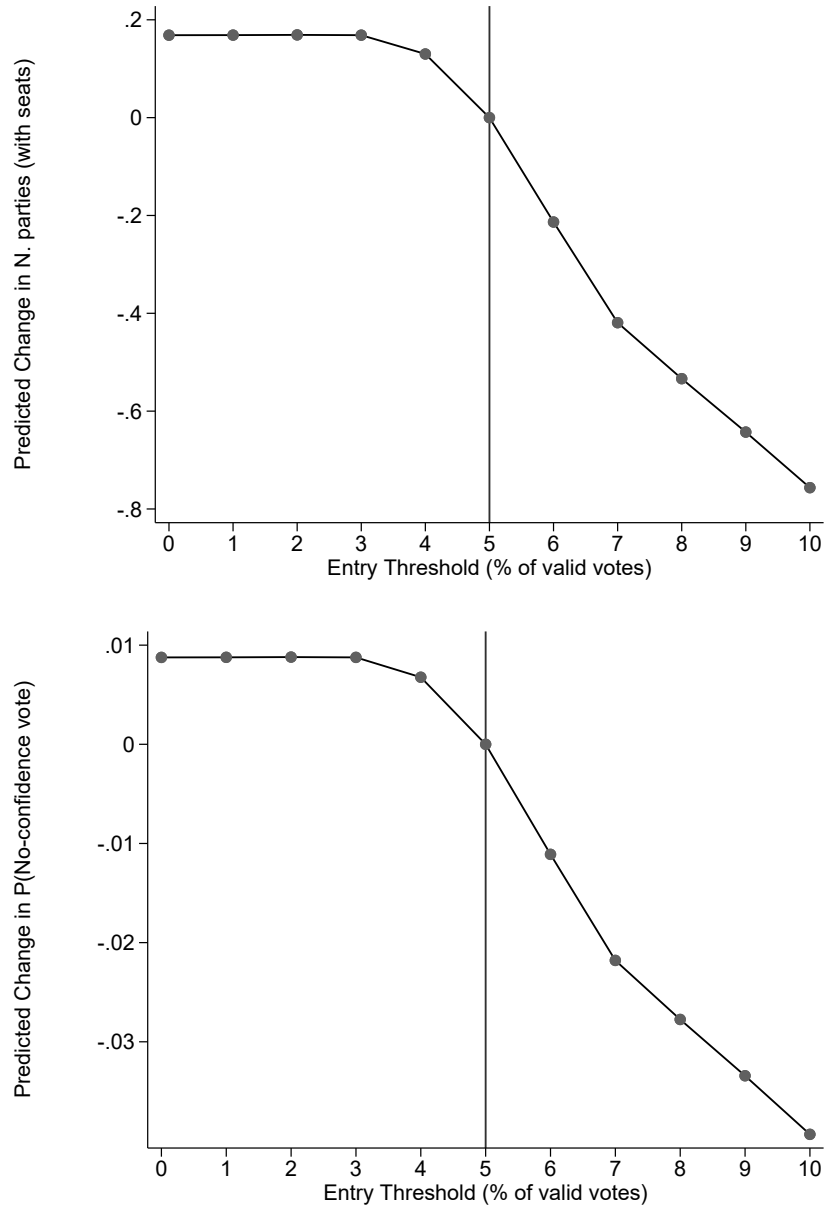 Predicted Change in N. parties (with seats)
.2
0
-.2
-.4
-.6
-.8
0 1 2 3 4 5 6 7 8 9 10
Entry Threshold (% of valid votes)
Predicted Change in P(No-confidence vote)
.01
0
-.01
-.02
-.03
0 1 2 3 4 5 6 7 8 9 10
Entry Threshold (% of valid votes)